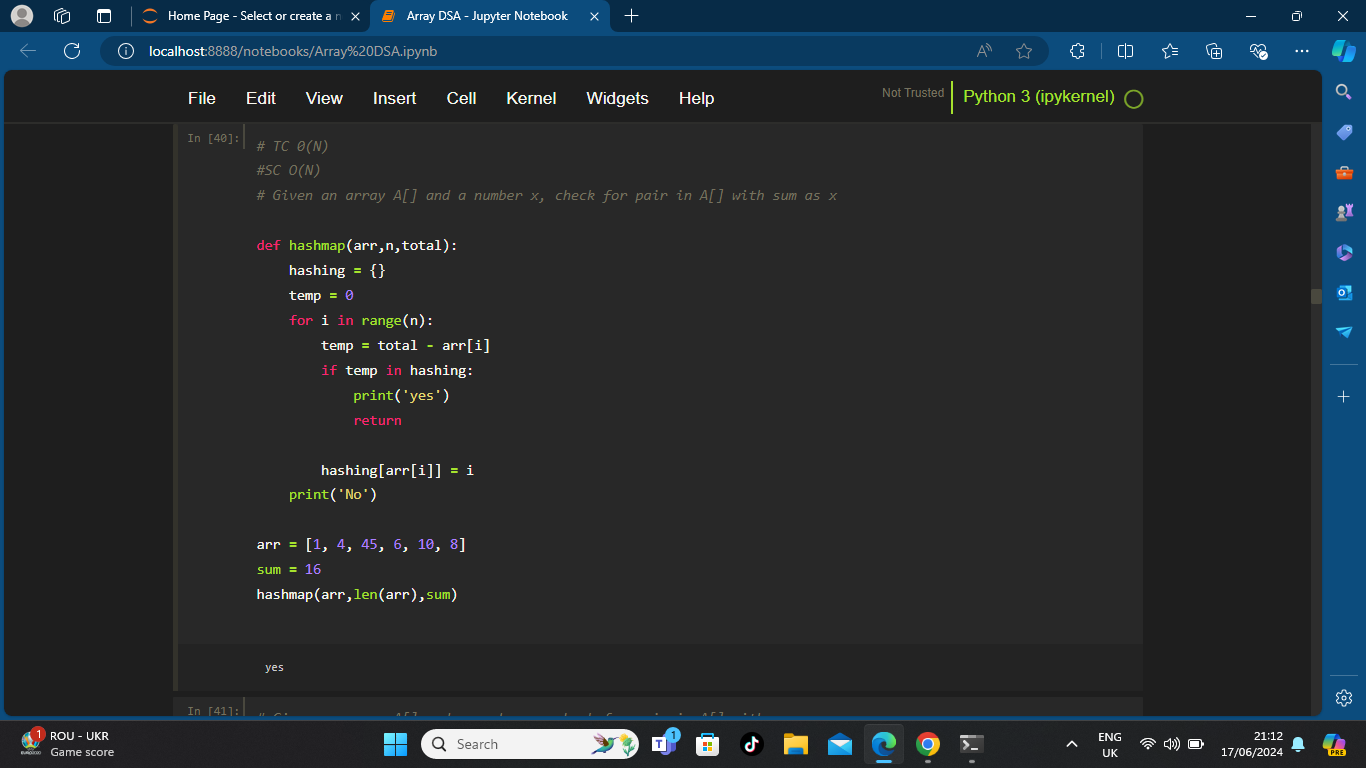 Home Page - Select or create a n
Array DSA - Jupyter Notebook
localhost:8888/notebooks/Array%20DSA.ipynb
File Edit View Insert Cell Kernel Widgets Help
Not Trusted
Python 3 (ipykernel)
In [40]:
# TC 0(N)
#SC O(N)
# Given an array A[] and a number x, check for pair in A[] with sum as x
def hashmap(arr,n,total):
    hashing = {}
    temp = 0
    for i in range(n):
        temp = total - arr[i]
        if temp in hashing:
            print('yes')
            return
        hashing[arr[i]] = i
    print('No')
arr = [1, 4, 45, 6, 10, 8]
sum = 16
hashmap(arr,len(arr),sum)
yes
In [41]:
1
ROU - UKR
Game score
Search
1
ENG
UK
21:12
17/06/2024
PRE